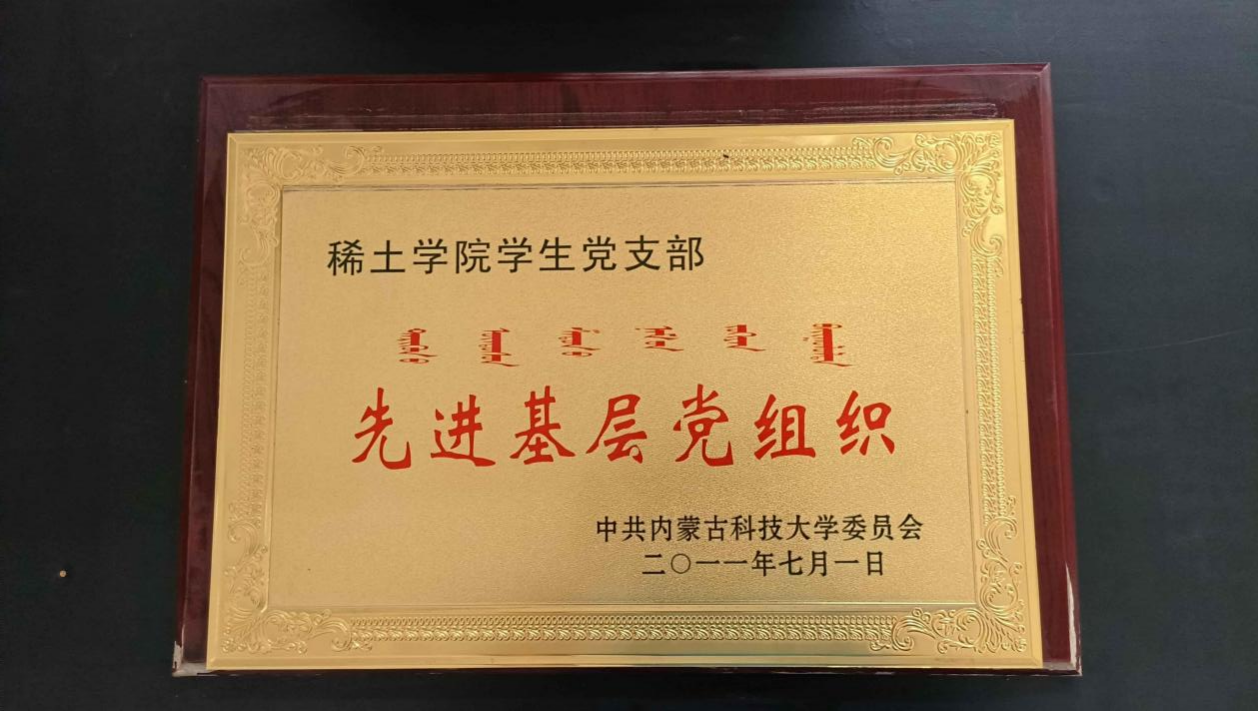 稀土学院学生党支部
先进基层党组织
中共内蒙古科技大学委员会
二〇一一年七月一日